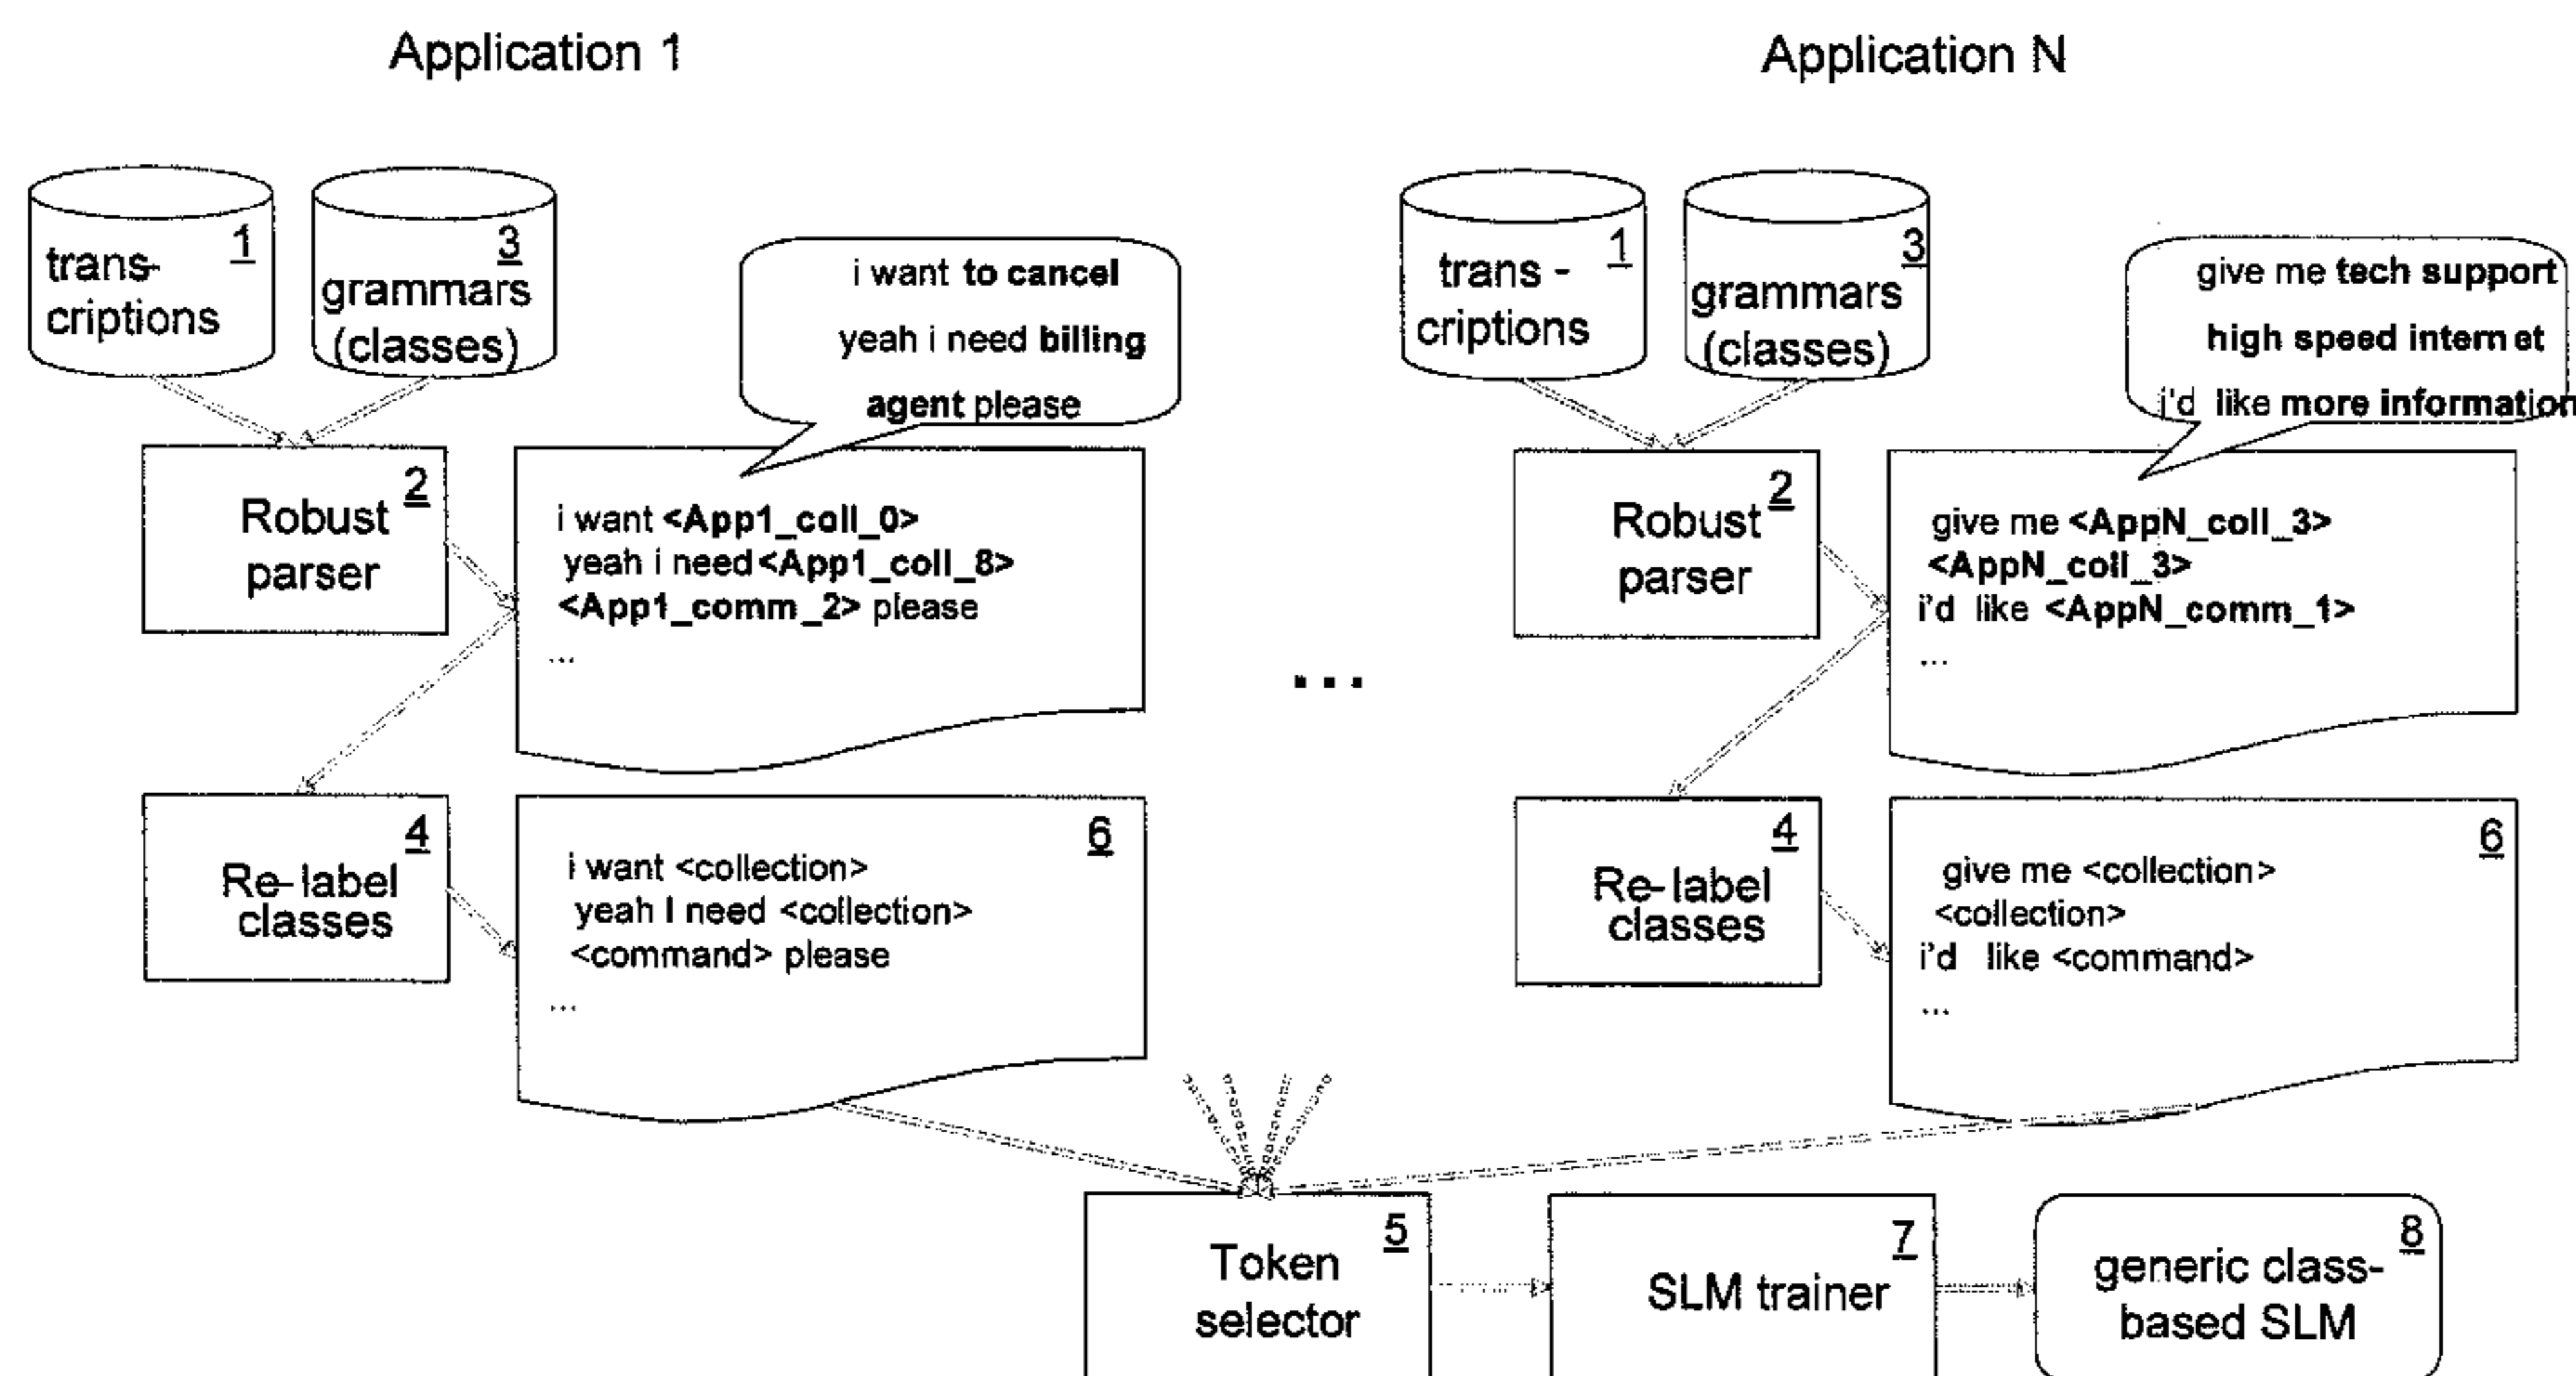 Application 1
Application N
1
trans-
criptions
3
grammars
(classes)
i want to cancel
yeah i need billing
agent please
1
trans -
criptions
3
grammars
(classes)
give me tech support
high speed internet
i'd like more information
2
Robust
parser
i want <App1_coll_0>
yeah i need <App1_coll_8>
<App1_comm_2> please
...
...
2
Robust
parser
give me <AppN_coll_3>
<AppN_coll_3>
i'd like <AppN_comm_1>
...
4
Re-label
classes
6
i want <collection>
yeah I need <collection>
<command> please
...
4
Re-label
classes
6
give me <collection>
<collection>
i'd like <command>
...
5
Token
selector
7
SLM trainer
8
generic class-
based SLM